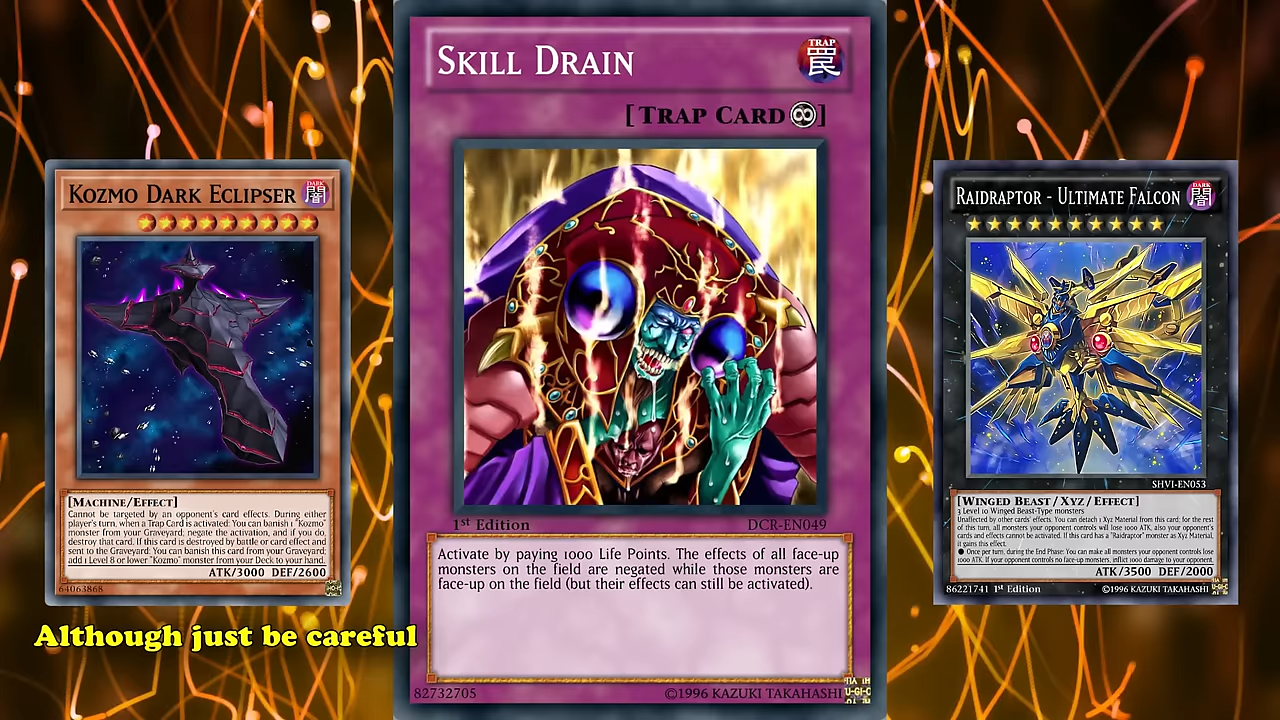 SKILL DRAIN
TRAP
罠
[TRAP CARD ]
1st Edition
DCR-EN049
Activate by paying 1000 Life Points. The effects of all face-up
monsters on the field are negated while those monsters are
face-up on the field (but their effects can still be activated).
82732705
©1996 KAZUKI TAKAHASHI
KOZMO DARK ECLIPSER
DARK
闇
[MACHINE/EFFECT]
Cannot be targeted by an opponent's card effects. During either
player's turn, when a Trap Card is activated: You can banish 1 "Kozmo"
monster from your Graveyard; negate the activation, and if you do,
destroy that card. If this card is destroyed by battle or card effect and
sent to the Graveyard: You can banish this card from your Graveyard;
add 1 Level 8 or lower "Kozmo" monster from your Deck to your hand.
ATK/3000 DEF/2600
64063868
RAIDRAPTOR - ULTIMATE FALCON
DARK
闇
SHVI-EN053
[WINGED BEAST/XYZ/EFFECT]
3 Level 10 Winged Beast-Type monsters
Unaffected by other cards' effects. You can detach 1 Xyz Material from this card; for the rest
of this turn, all monsters your opponent controls will lose 1000 ATK, also your opponent's
cards and effects cannot be activated. If this card has a "Raidraptor" monster as Xyz Material,
it gains this effect.
● Once per turn, during the End Phase: You can make all monsters your opponent controls lose
1000 ATK. If your opponent controls no face-up monsters, inflict 1000 damage to your opponent.
ATK/3500 DEF/2000
86221741 1st Edition
©1996 KAZUKI TAKAHASHI
Although just be careful